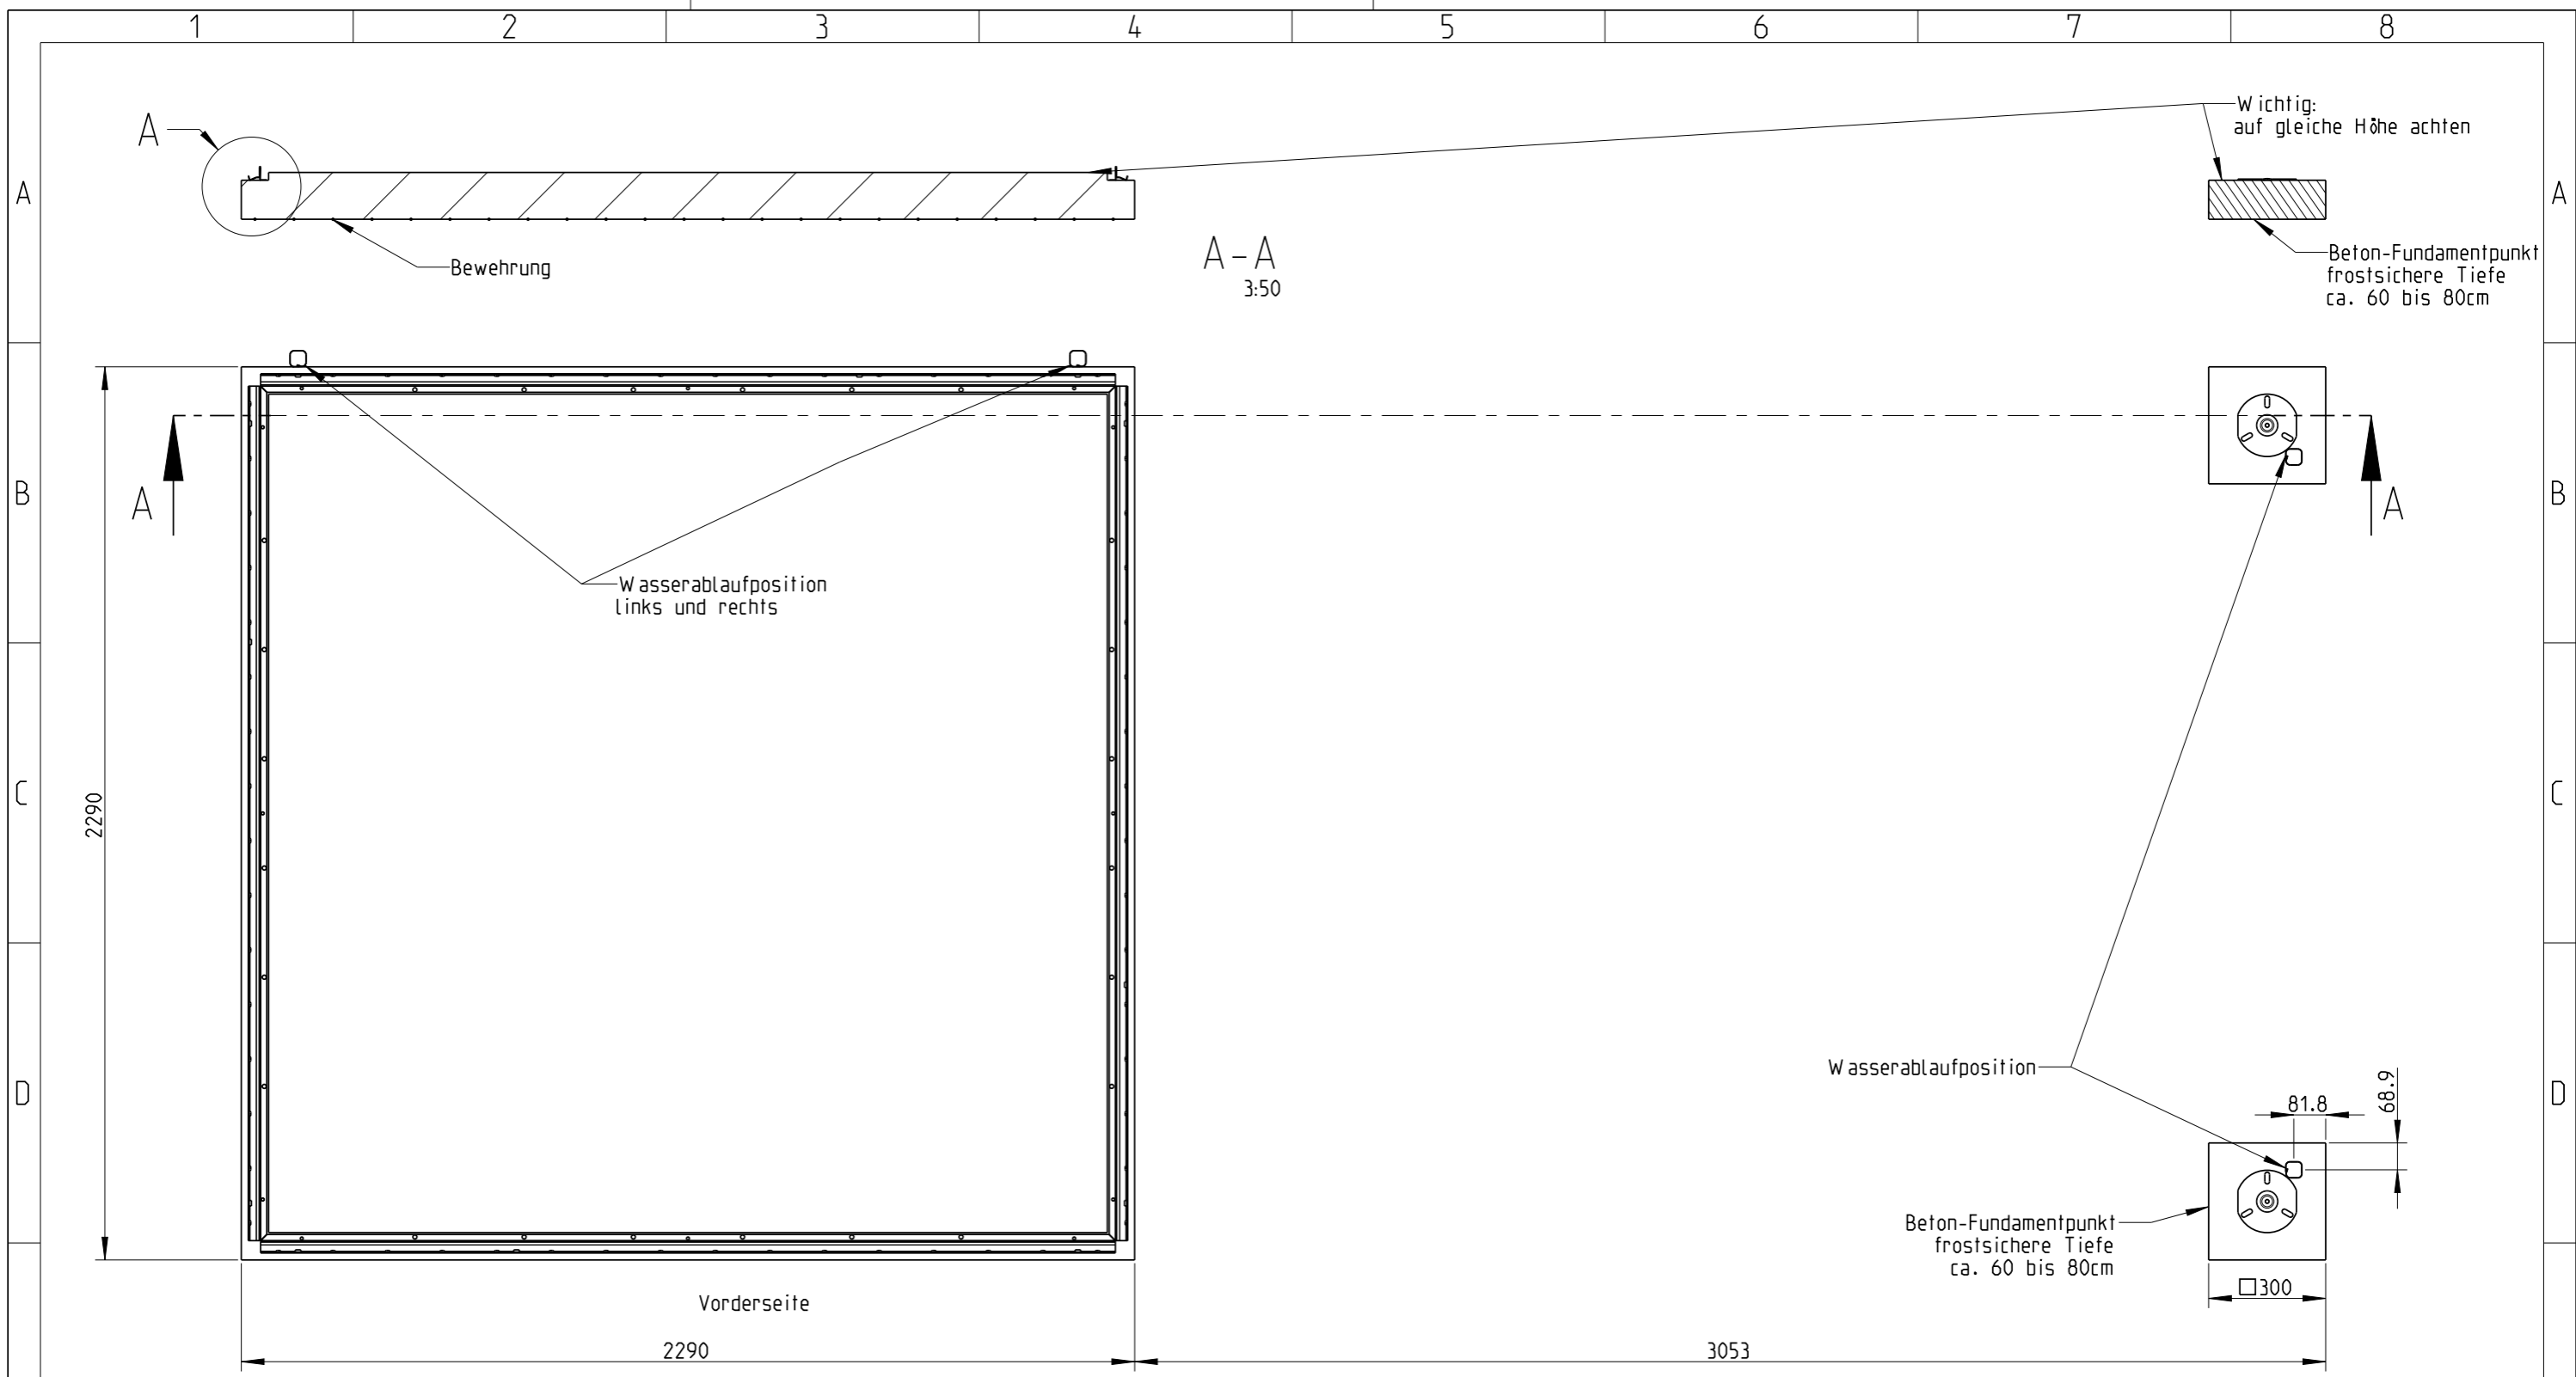 1 2 3 4 5 6 7 8
A
Wichtig:
auf gleiche Höhe achten
A A
Bewehrung
A-A
3:50
Beton-Fundamentpunkt
frostsichere Tiefe
ca. 60 bis 80cm
A A
B B
Wasserablaufposition
links und rechts
2290
C C
Wasserablaufposition
D D
81.8
68.9
Beton-Fundamentpunkt
frostsichere Tiefe
ca. 60 bis 80cm
□300
Vorderseite
2290
3053